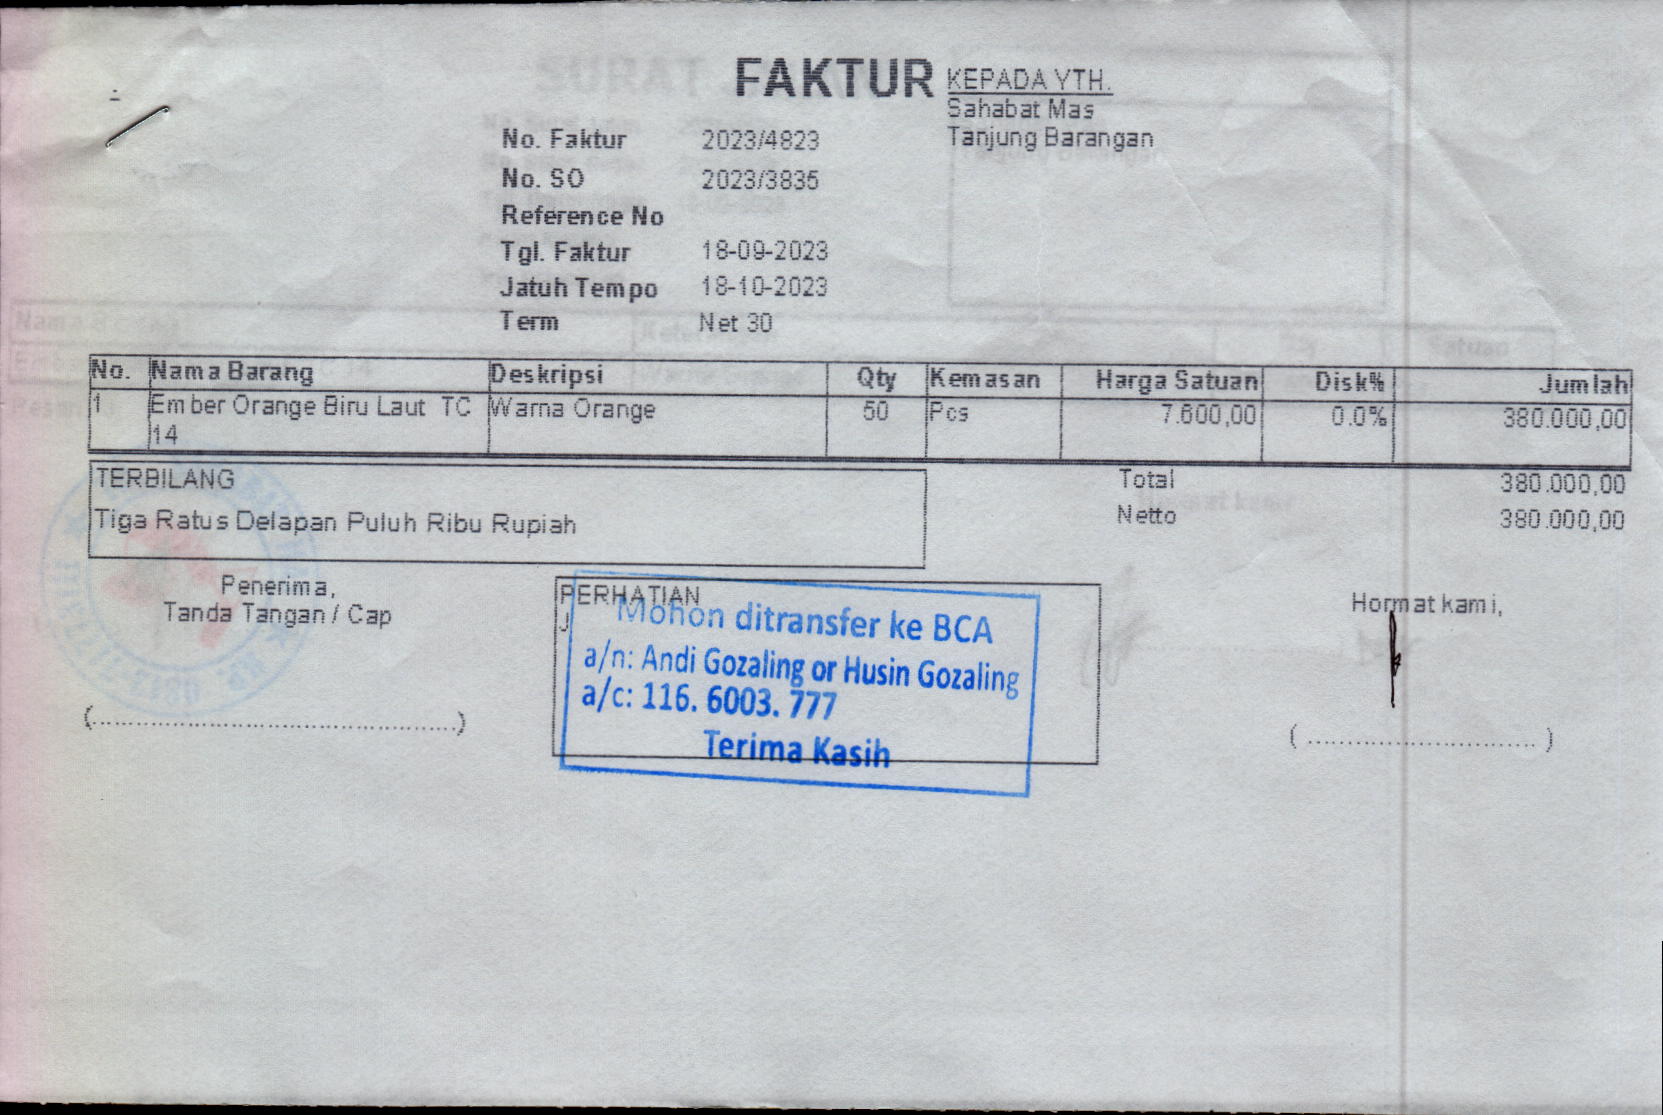 FAKTUR
KEPADA YTH.
Sahabat Mas
Tanjung Barangan
No. Faktur 2023/4823
No. SO 2023/3835
Reference No
Tgl. Faktur 18-09-2023
Jatuh Tempo 18-10-2023
Term Net 30
No. Nama Barang Deskripsi Qty Kemasan Harga Satuan Disk% Jumlah
1 Ember Orange Biru Laut TC Warna Orange 50 Pcs 7.600,00 0.0% 380.000,00
14
TERBILANG
Tiga Ratus Delapan Puluh Ribu Rupiah
Total 380.000,00
Netto 380.000,00
Penerima,
Tanda Tangan / Cap
(................................................)
PERHATIAN
J
Mohon ditransfer ke BCA
a/n: Andi Gozaling or Husin Gozaling
a/c: 116. 6003. 777
Terima Kasih
Hormat kami,
( ................................ )